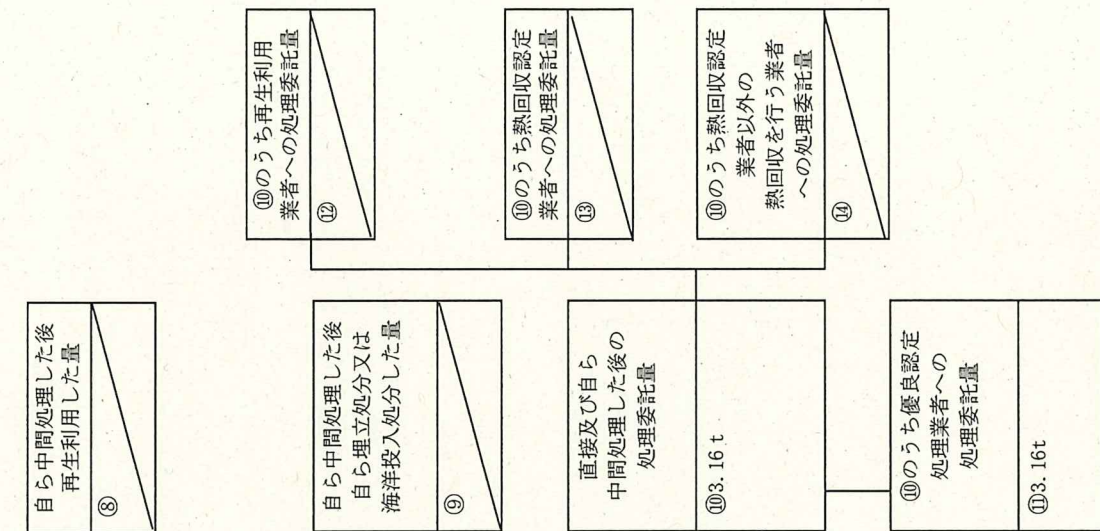 自ら中間処理した後
再生利用した量
⑧
自ら中間処理した後
自ら埋立処分又は
海洋投入処分した量
⑨
直接及び自ら
中間処理した後の
処理委託量
⑩3.16 t
⑩のうち優良認定
処理業者への
処理委託量
⑪3.16t
⑩のうち再生利用
業者への処理委託量
⑫
⑩のうち熱回収認定
業者への処理委託量
⑬
⑩のうち熱回収認定
業者以外の
熱回収を行う業者
への処理委託量
⑭